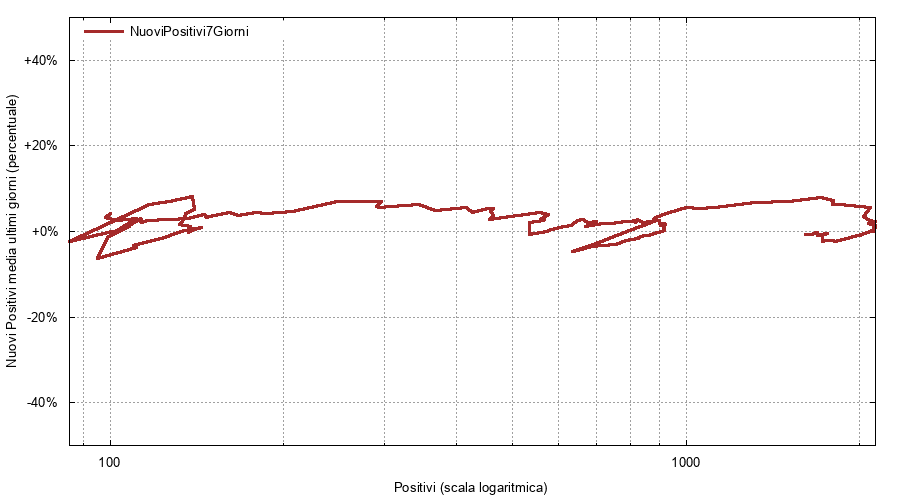 NuoviPositivi7Giorni
+40%
+20%
+0%
-20%
-40%
Nuovi Positivi media ultimi giorni (percentuale)
100
1000
Positivi (scala logaritmica)